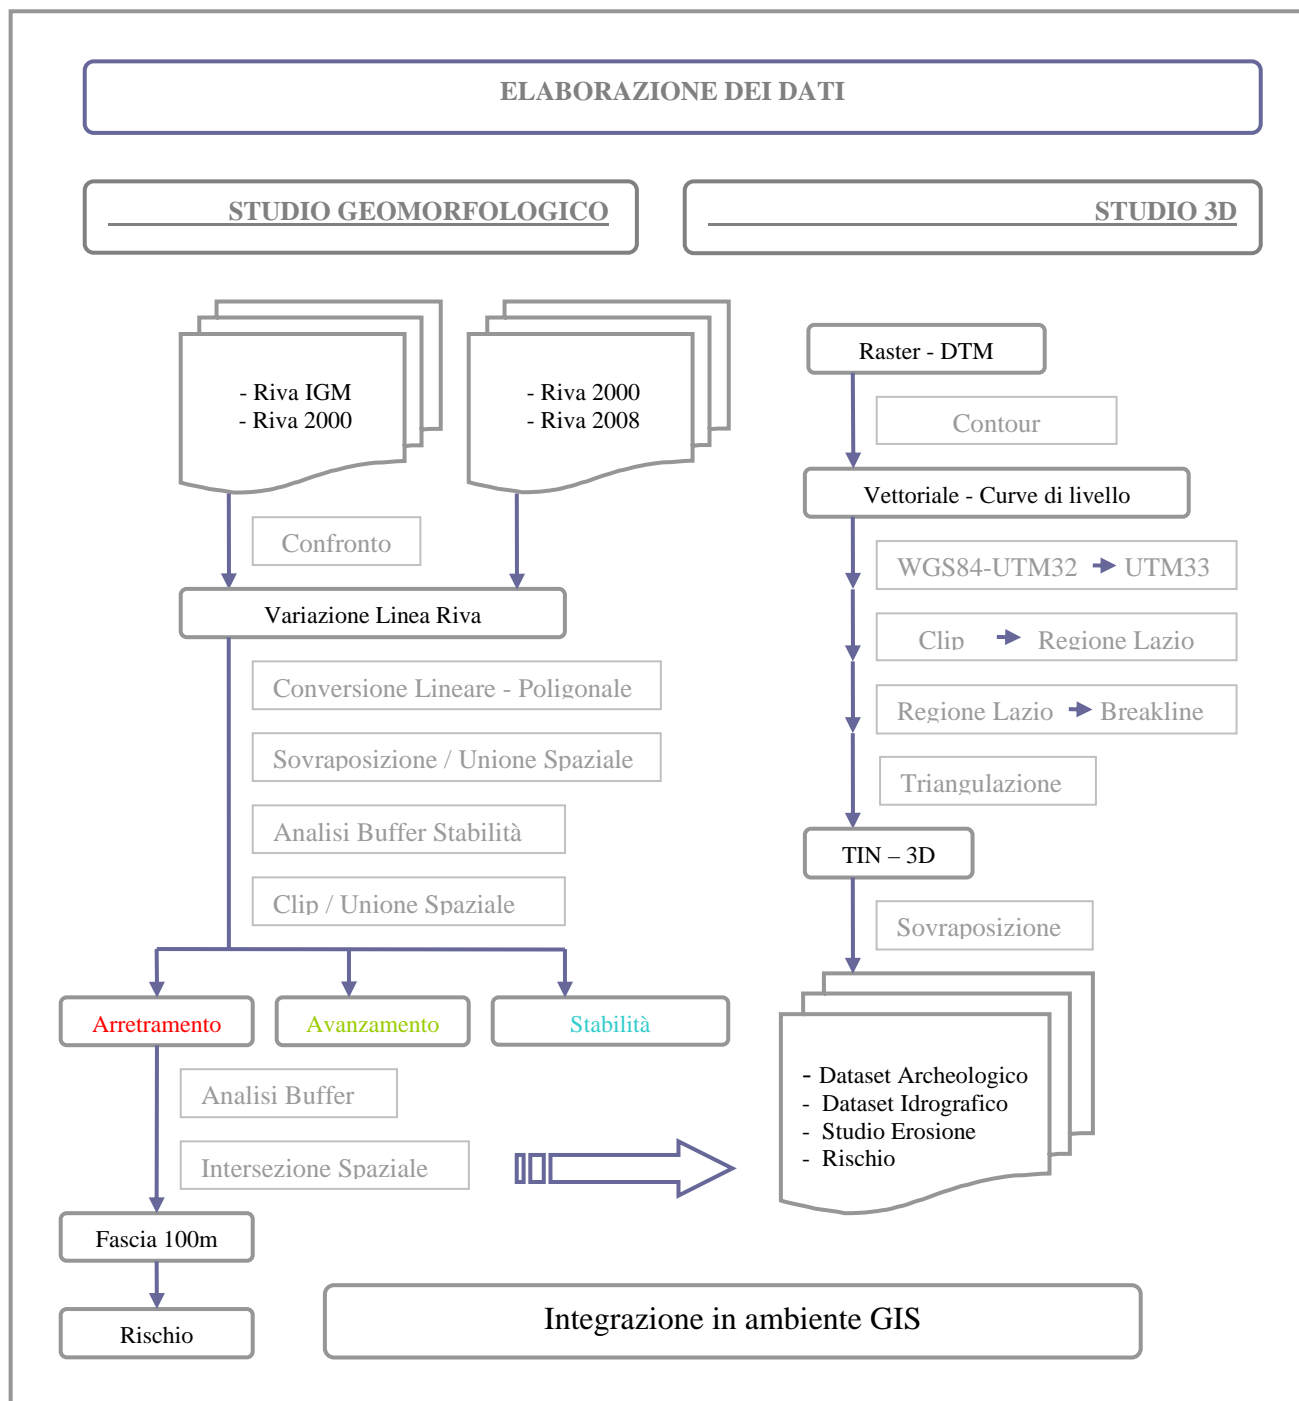 ELABORAZIONE DEI DATI
STUDIO GEOMORFOLOGICO
STUDIO 3D
- Riva IGM
- Riva 2000
- Riva 2000
- Riva 2008
Confronto
Variazione Linea Riva
Conversione Lineare - Poligonale
Sovraposizione / Unione Spaziale
Analisi Buffer Stabilità
Clip / Unione Spaziale
Arretramento
Avanzamento
Stabilità
Analisi Buffer
Intersezione Spaziale
Fascia 100m
Rischio
Raster - DTM
Contour
Vettoriale - Curve di livello
WGS84-UTM32 UTM33
Clip Regione Lazio
Regione Lazio Breakline
Triangulazione
TIN – 3D
Sovraposizione
- Dataset Archeologico
- Dataset Idrografico
- Studio Erosione
- Rischio
Integrazione in ambiente GIS